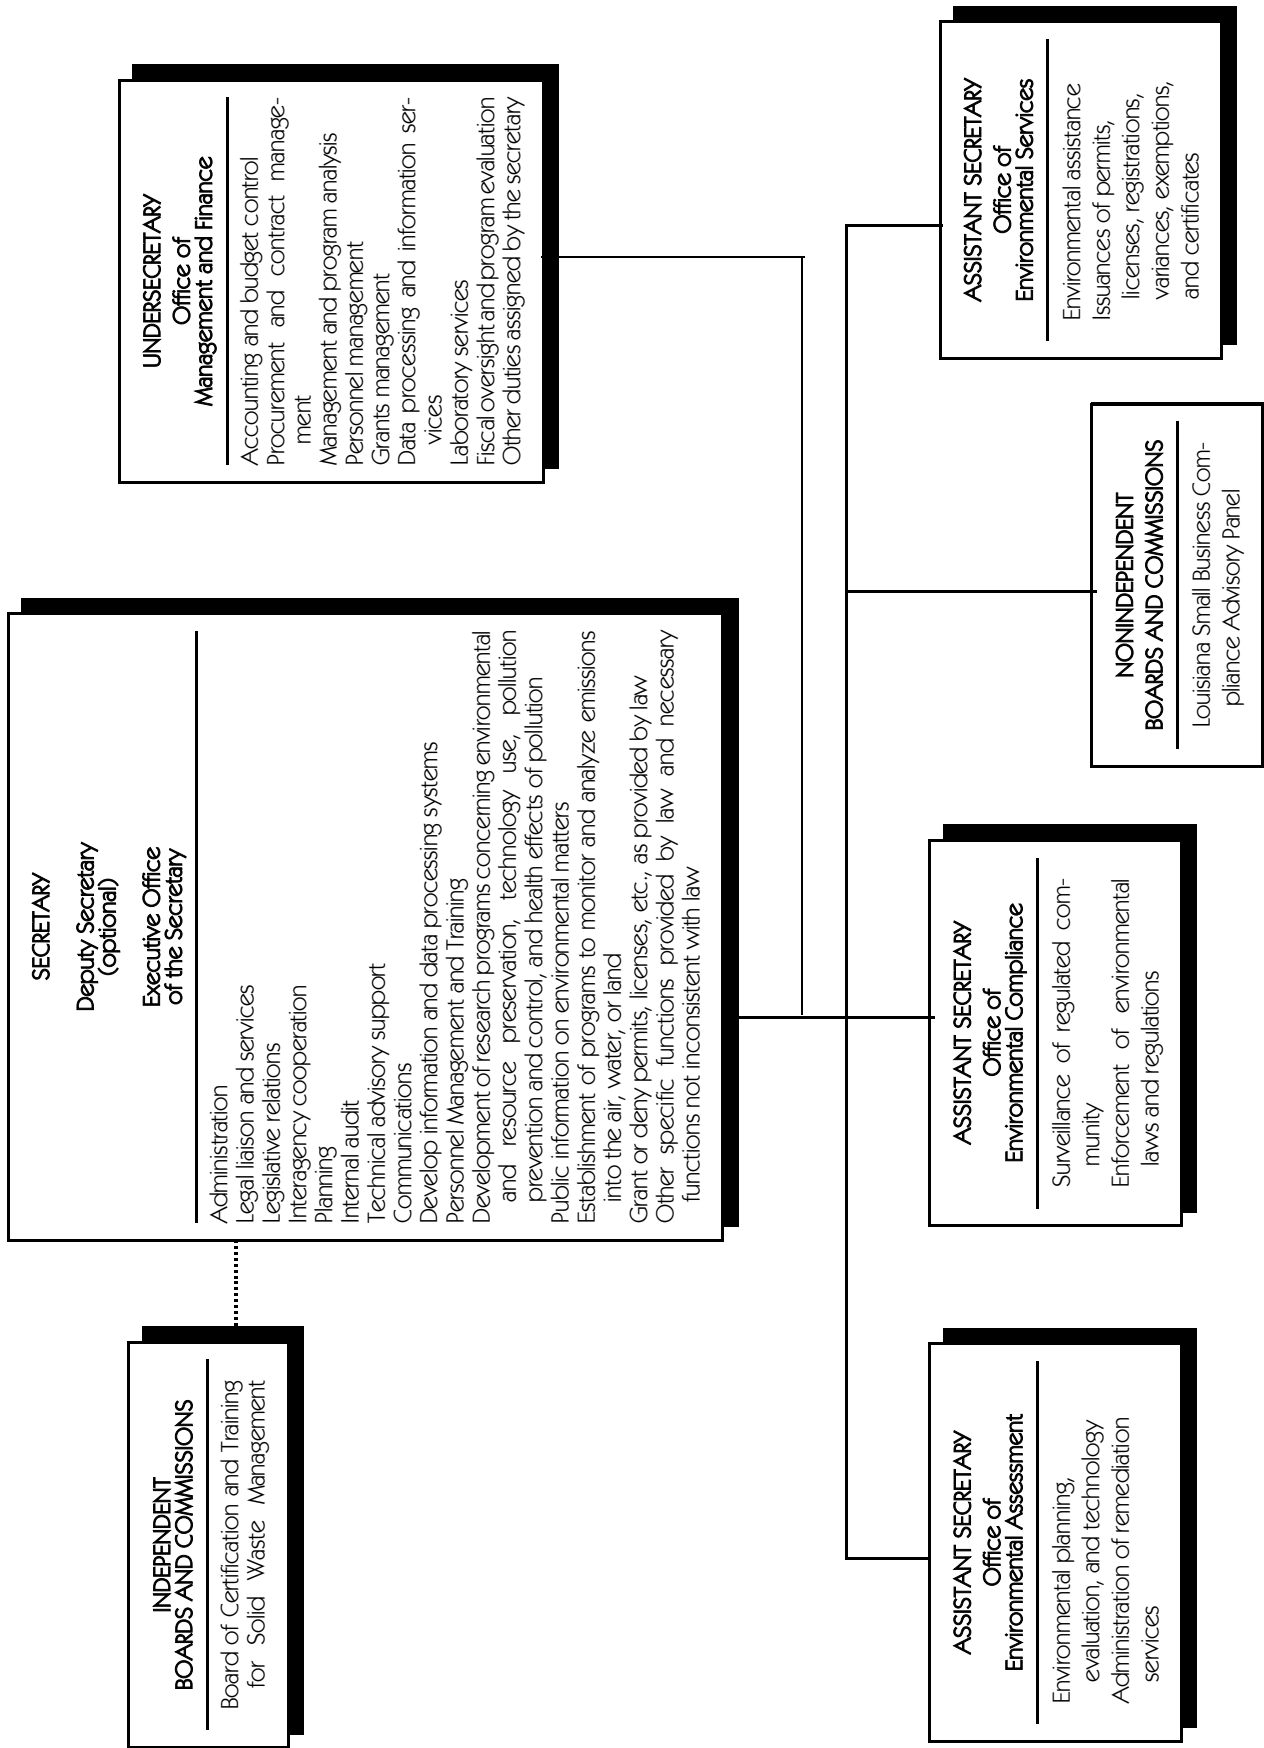 SECRETARY
Deputy Secretary
(optional)
Executive Office
of the Secretary
Administration
Legal liaison and services
Legislative relations
Interagency cooperation
Planning
Internal audit
Technical advisory support
Communications
Develop information and data processing systems
Personnel Management and Training
Development of research programs concerning environmental
and resource preservation, technology use, pollution
prevention and control, and health effects of pollution
Public information on environmental matters
Establishment of programs to monitor and analyze emissions
into the air, water, or land
Grant or deny permits, licenses, etc., as provided by law
Other specific functions provided by law and necessary
functions not inconsistent with law
INDEPENDENT
BOARDS AND COMMISSIONS
Board of Certification and Training
for Solid Waste Management
UNDERSECRETARY
Office of
Management and Finance
Accounting and budget control
Procurement and contract manage-
ment
Management and program analysis
Personnel management
Grants management
Data processing and information ser-
vices
Laboratory services
Fiscal oversight and program evaluation
Other duties assigned by the secretary
ASSISTANT SECRETARY
Office of
Environmental Assessment
Environmental planning,
evaluation, and technology
Administration of remediation
services
ASSISTANT SECRETARY
Office of
Environmental Compliance
Surveillance of regulated com-
munity
Enforcement of environmental
laws and regulations
NONINDEPENDENT
BOARDS AND COMMISSIONS
Louisiana Small Business Com-
pliance Advisory Panel
ASSISTANT SECRETARY
Office of
Environmental Services
Environmental assistance
Issuances of permits,
licenses, registrations,
variances, exemptions,
and certificates